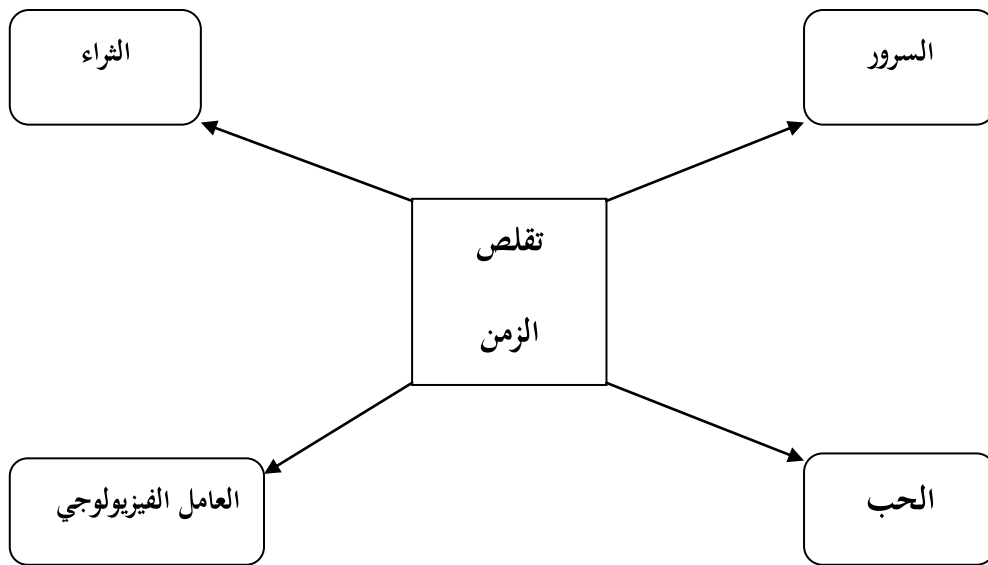 السرور
الثراء
تقلص
الزمن
الحب
العامل الفيزيولوجي